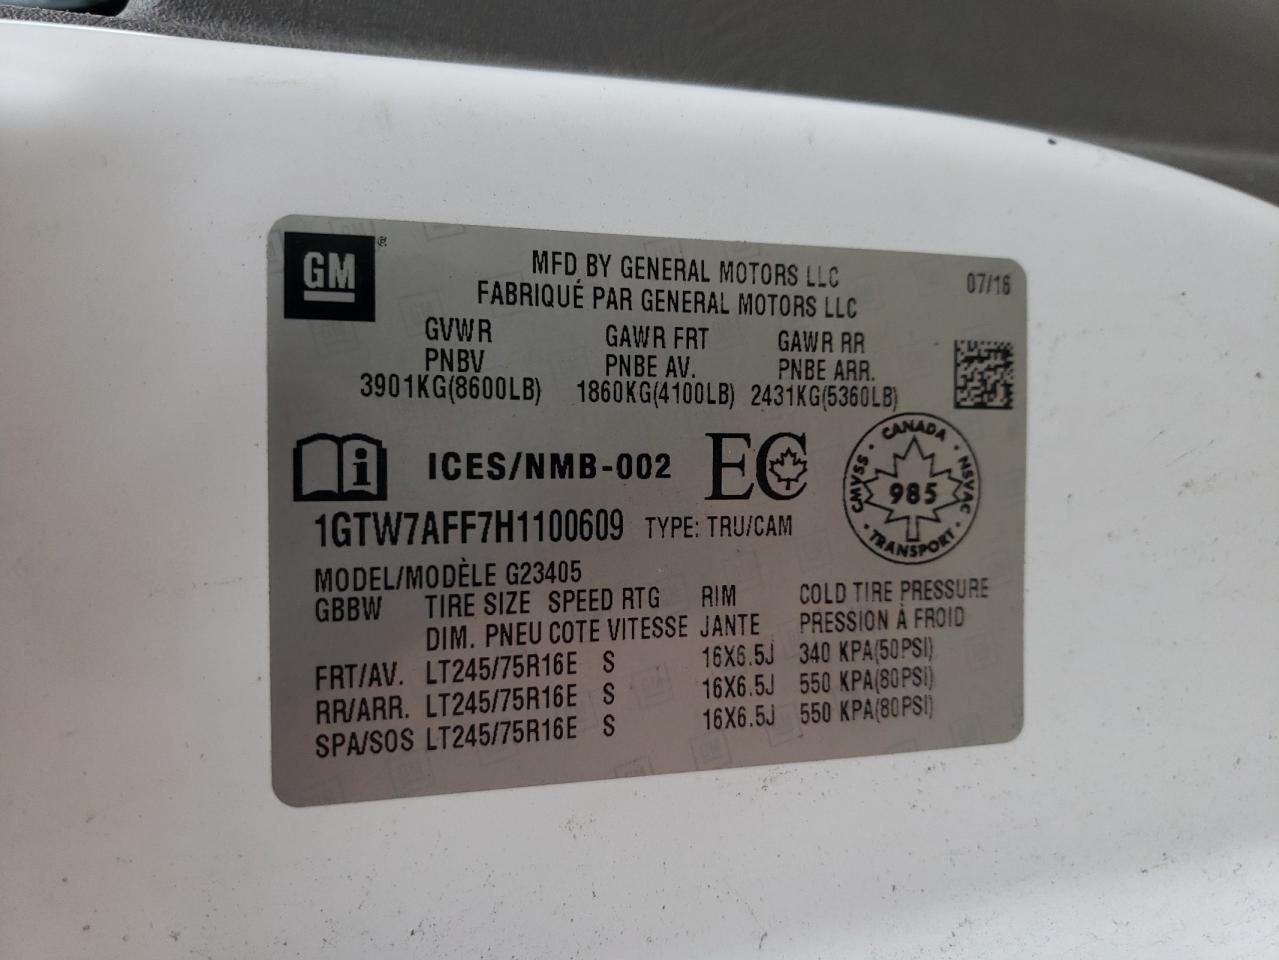 GM
MFD BY GENERAL MOTORS LLC 07/16
FABRIQUÉ PAR GENERAL MOTORS LLC
GVWR GAWR FRT GAWR RR
PNBV PNBE AV. PNBE ARR.
3901KG(8600LB) 1860KG(4100LB) 2431KG(5360LB)
i ICES/NMB-002 EC
CANADA
CMVSS 985 NSVAC
TRANSPORT
1GTW7AFF7H1100609 TYPE: TRU/CAM
MODEL/MODÈLE G23405
GBBW TIRE SIZE SPEED RTG RIM COLD TIRE PRESSURE
DIM. PNEU COTE VITESSE JANTE PRESSION À FROID
FRT/AV. LT245/75R16E S 16X6.5J 340 KPA(50PSI)
RR/ARR. LT245/75R16E S 16X6.5J 550 KPA(80PSI)
SPA/SOS LT245/75R16E S 16X6.5J 550 KPA(80PSI)